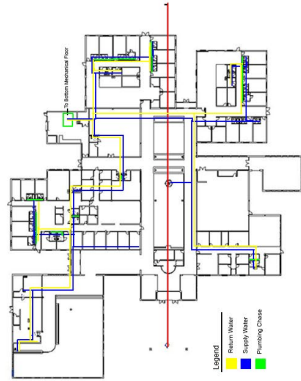 To Bottom Mechanical Floor
Legend
Return Water
Supply Water
Plumbing Chase